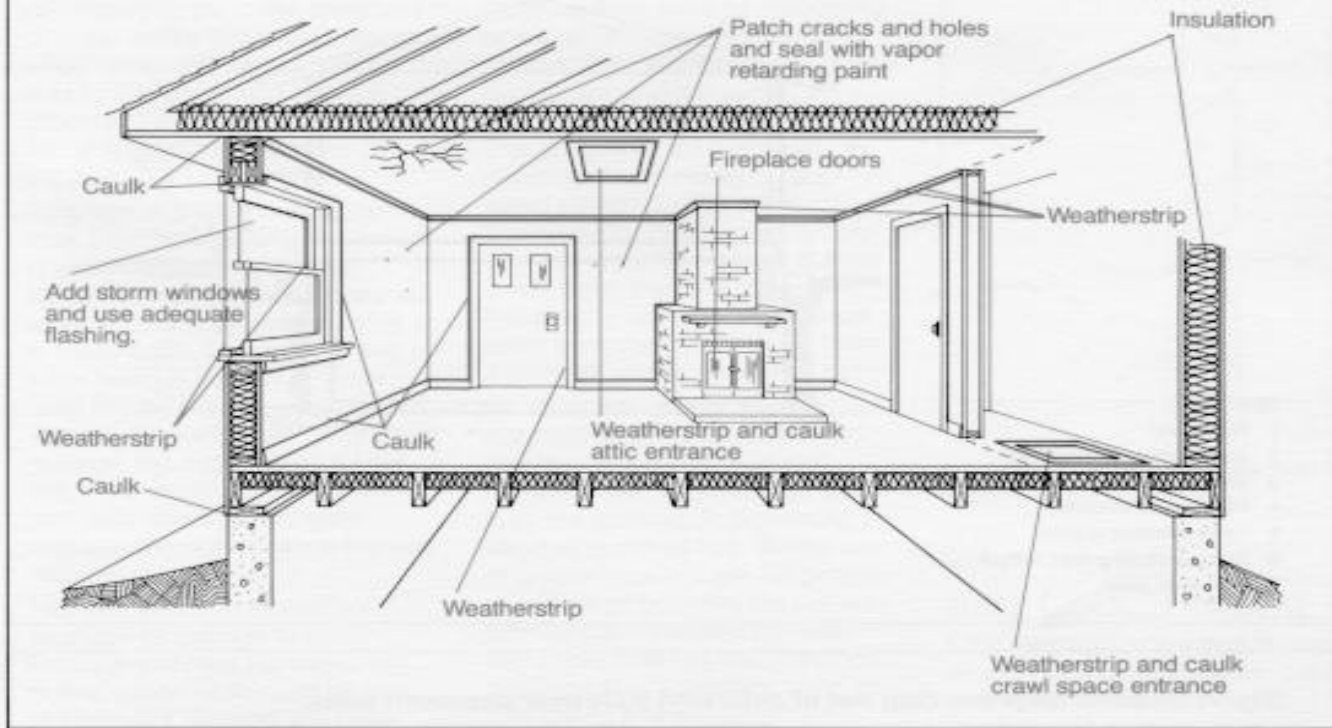 Insulation
Patch cracks and holes
and seal with vapor
retarding paint
Fireplace doors
Caulk
Weatherstrip
Add storm windows
and use adequate
flashing.
Weatherstrip
Caulk
Weatherstrip and caulk
attic entrance
Caulk
Weatherstrip
Weatherstrip and caulk
crawl space entrance